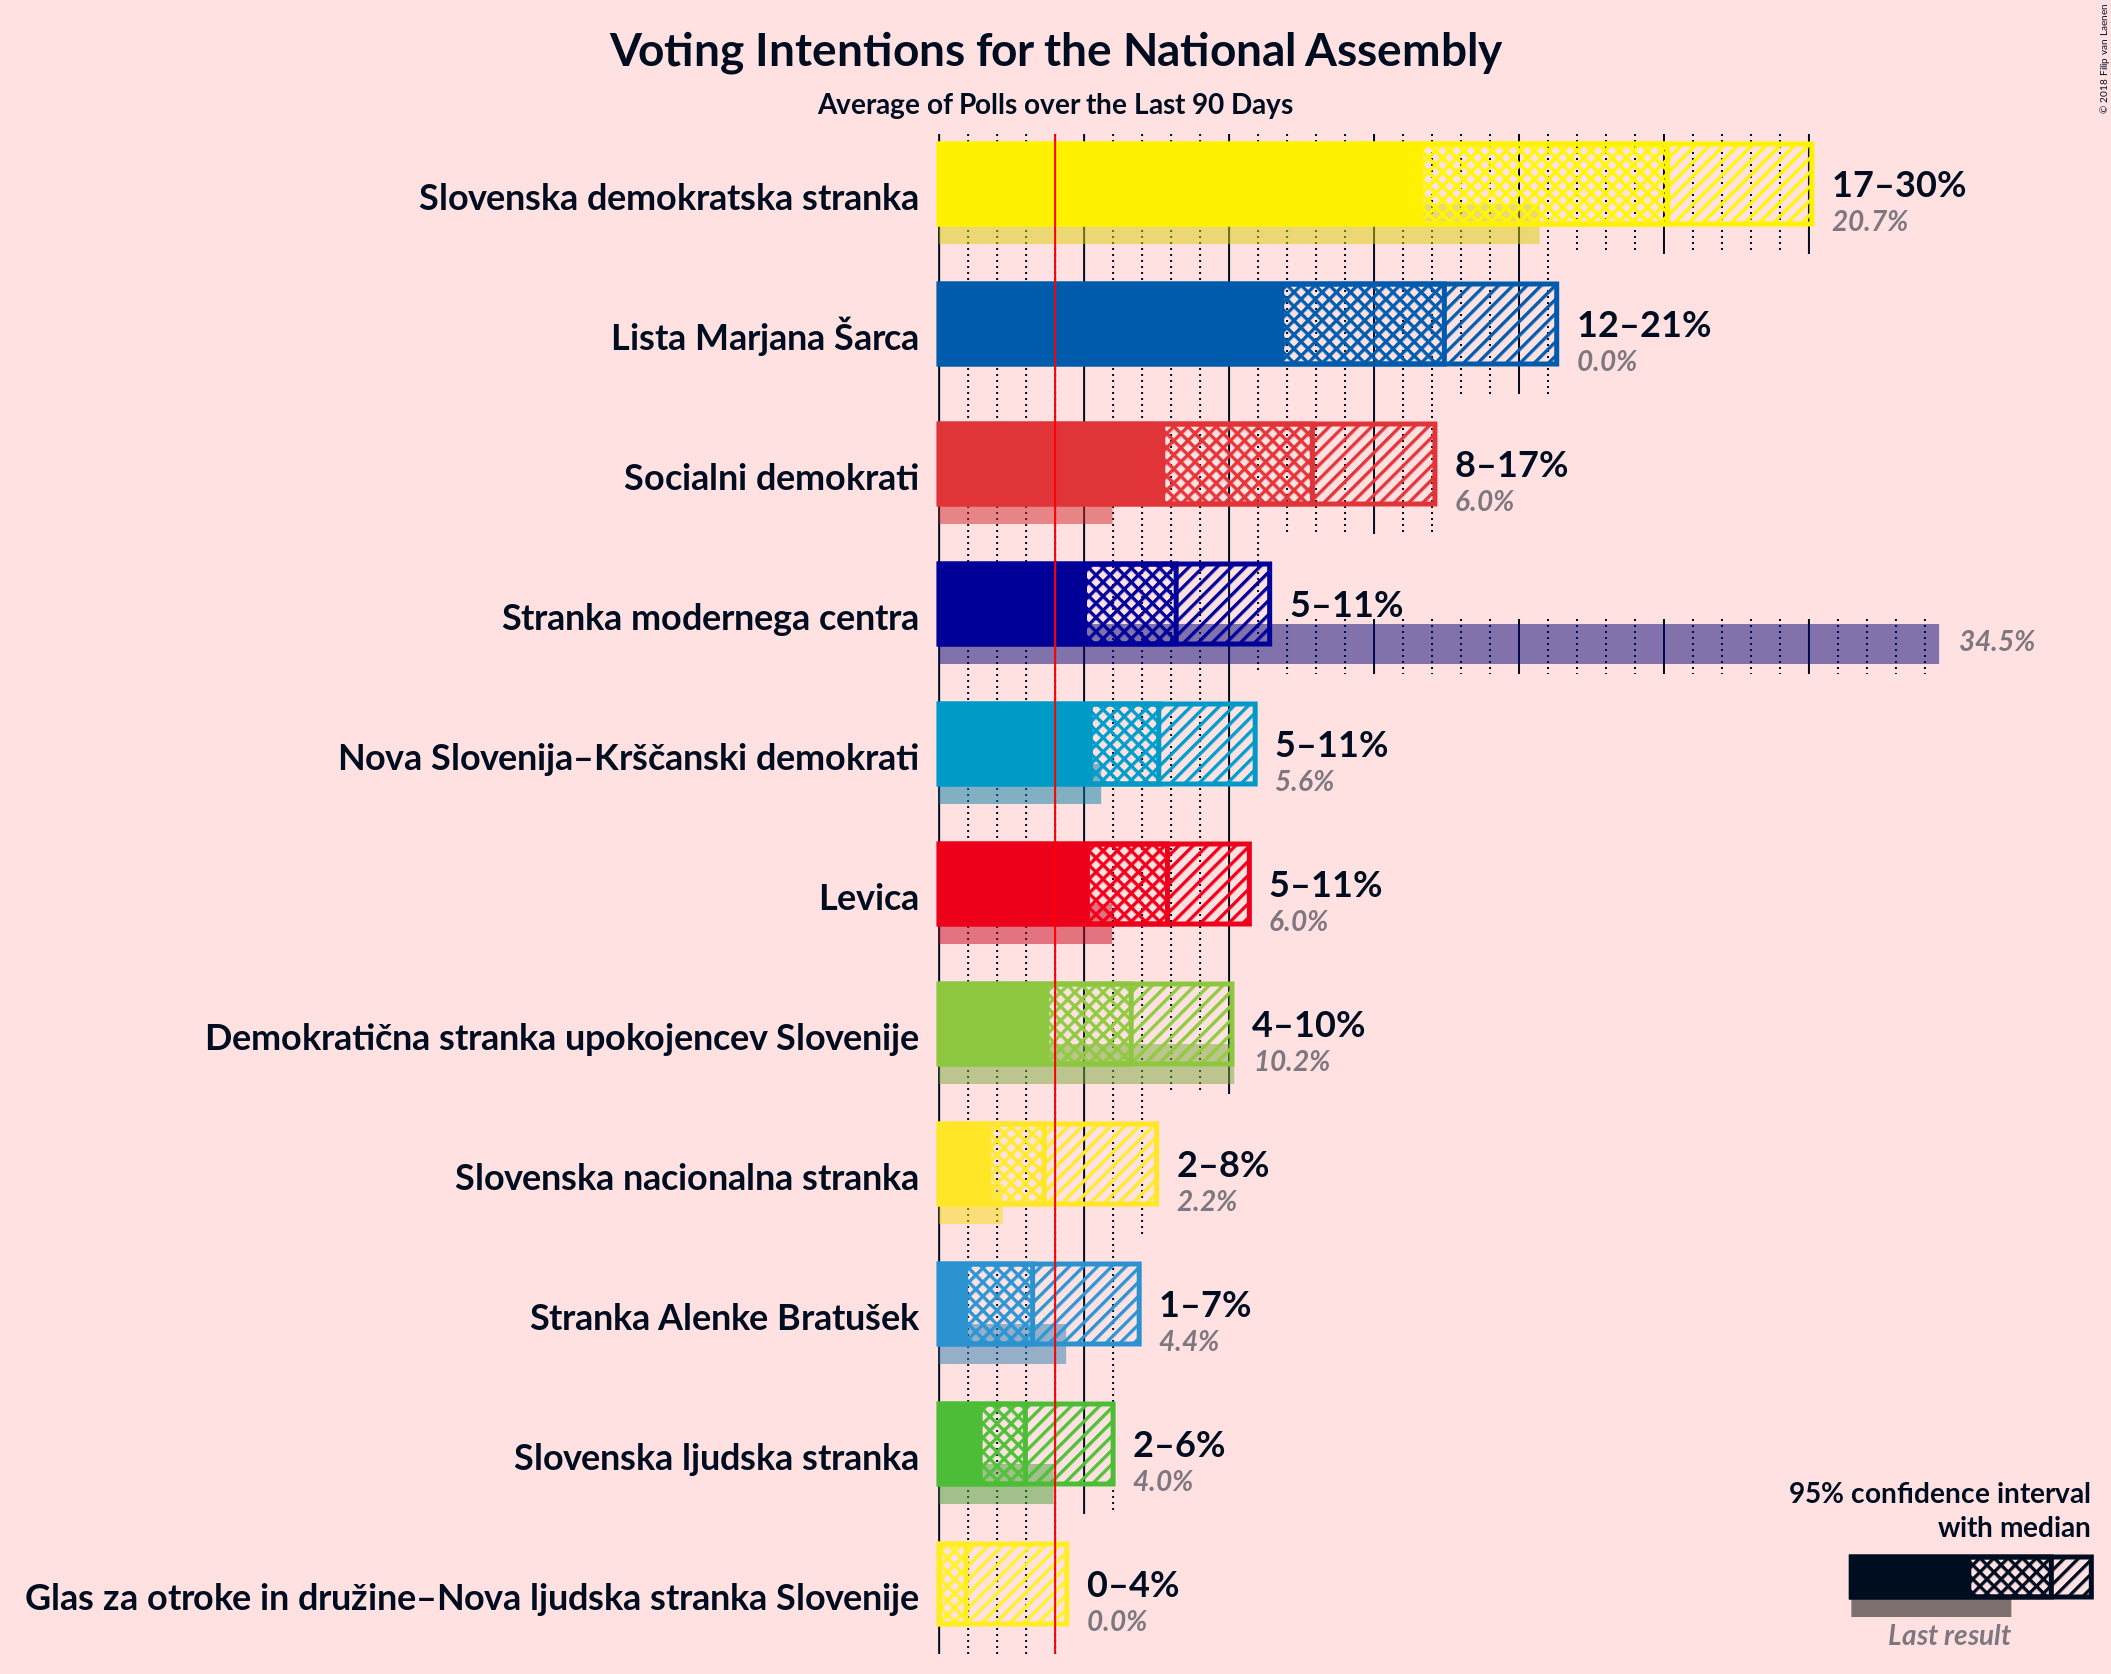 © 2018 Filip van Laenen
Voting Intentions for the National Assembly
Average of Polls over the Last 90 Days
Slovenska demokratska stranka
17–30%
20.7%
Lista Marjana Šarca
12–21%
0.0%
Socialni demokrati
8–17%
6.0%
Stranka modernega centra
5–11%
34.5%
Nova Slovenija–Krščanski demokrati
5–11%
5.6%
Levica
5–11%
6.0%
Demokratična stranka upokojencev Slovenije
4–10%
10.2%
Slovenska nacionalna stranka
2–8%
2.2%
Stranka Alenke Bratušek
1–7%
4.4%
Slovenska ljudska stranka
2–6%
4.0%
Glas za otroke in družine–Nova ljudska stranka Slovenije
0–4%
0.0%
95% confidence interval
with median
Last result